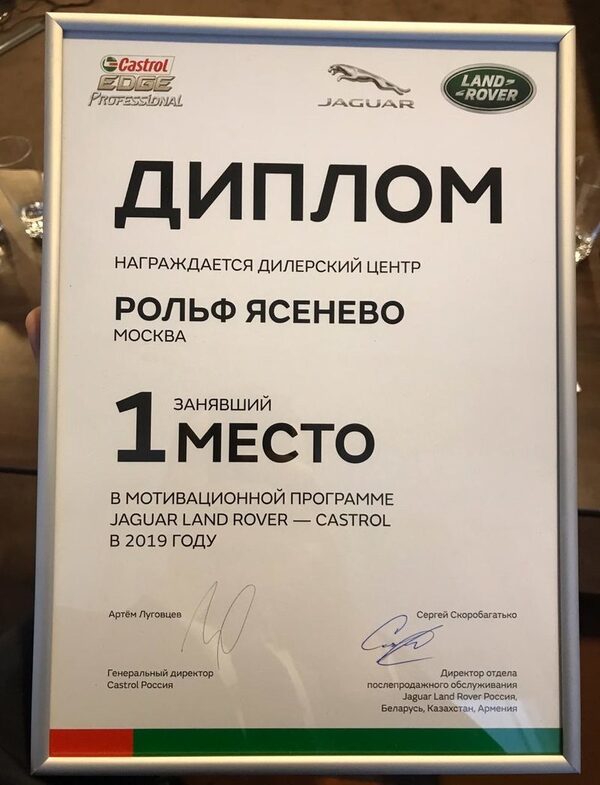 Castrol
EDGE
PROFESSIONAL
JAGUAR
LAND-
-ROVER
ДИПЛОМ
НАГРАЖДАЕТСЯ ДИЛЕРСКИЙ ЦЕНТР
РОЛЬФ ЯСЕНЕВО
МОСКВА
ЗАНЯВШИЙ
1 МЕСТО
В МОТИВАЦИОННОЙ ПРОГРАММЕ
JAGUAR LAND ROVER — CASTROL
В 2019 ГОДУ
Артём Луговцев
Генеральный директор
Castrol Россия
Сергей Скоробагатько
Директор отдела
послепродажного обслуживания
Jaguar Land Rover Россия,
Беларусь, Казахстан, Армения